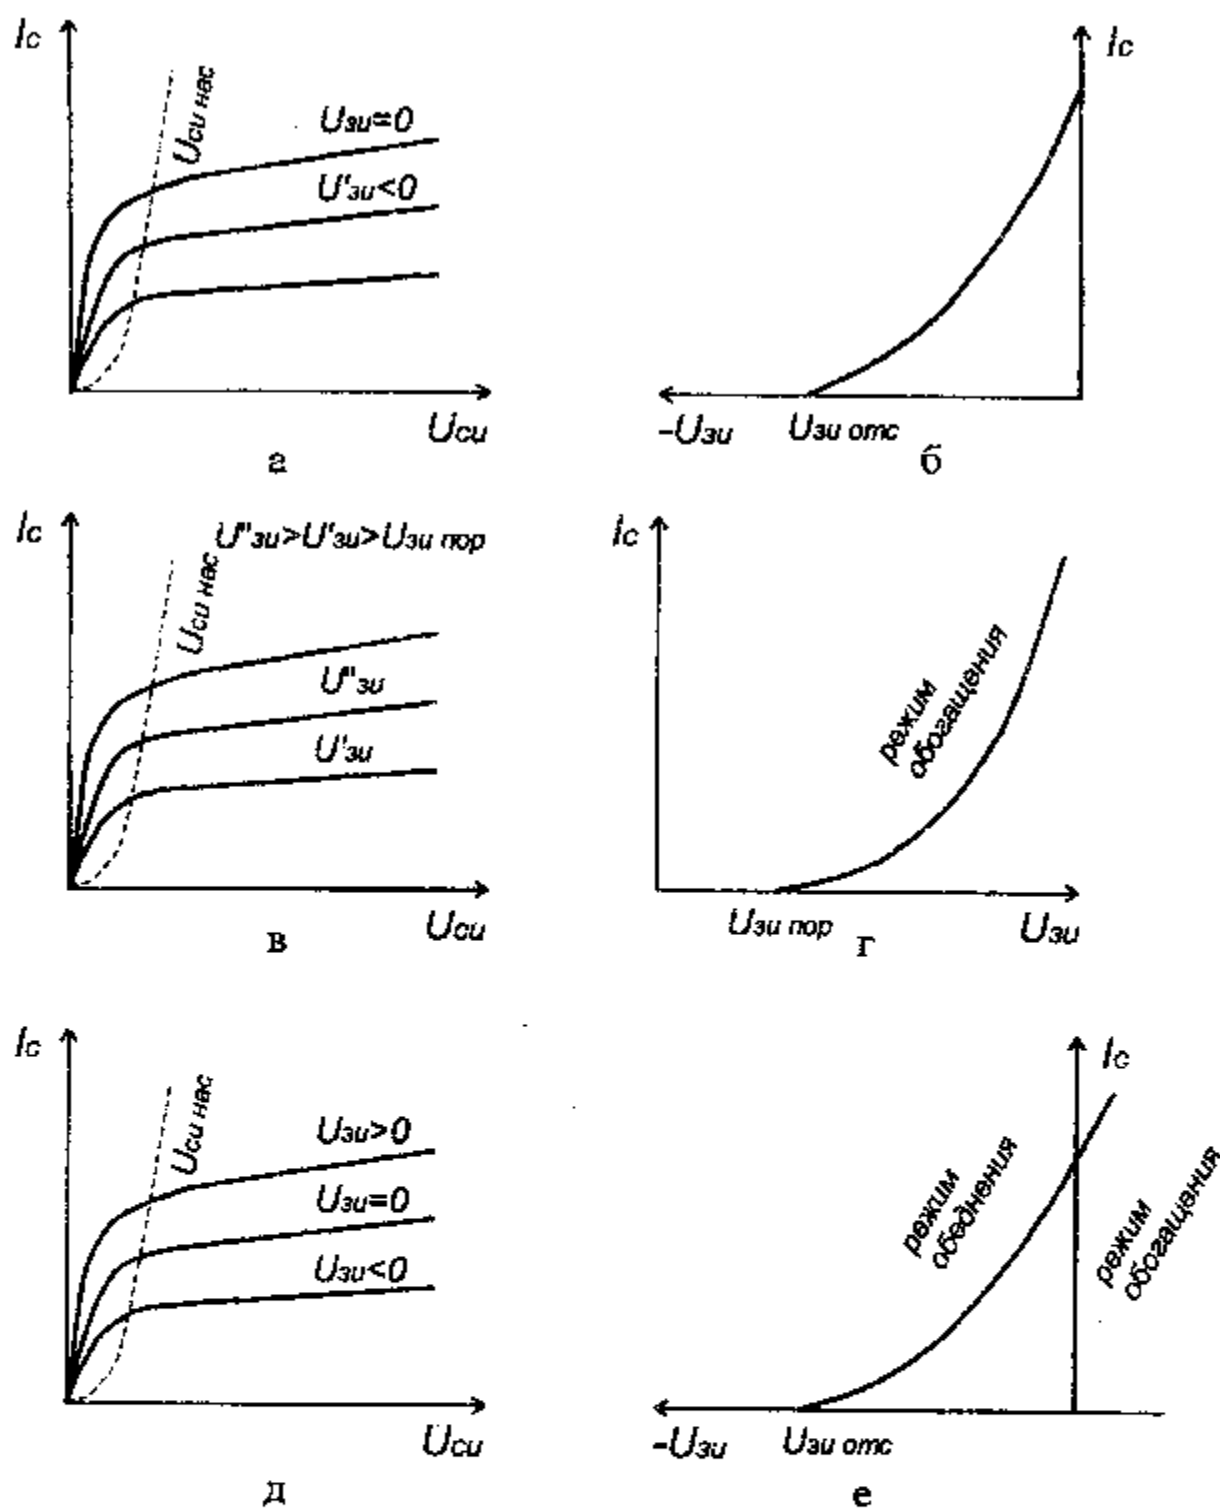 Iс
Uси нас
Uзи=0
U'зи<0
Uси
а
Iс
-Uзи
Uзи отс
б
Iс
U"зи>U'зи>Uзи пор
Uси нас
U"зи
U'зи
Uси
в
Iс
режим
обогащения
Uзи пор
Uзи
г
Iс
Uси нас
Uзи>0
Uзи=0
Uзи<0
Uси
д
Iс
режим
обеднения
режим
обогащения
-Uзи
Uзи отс
е